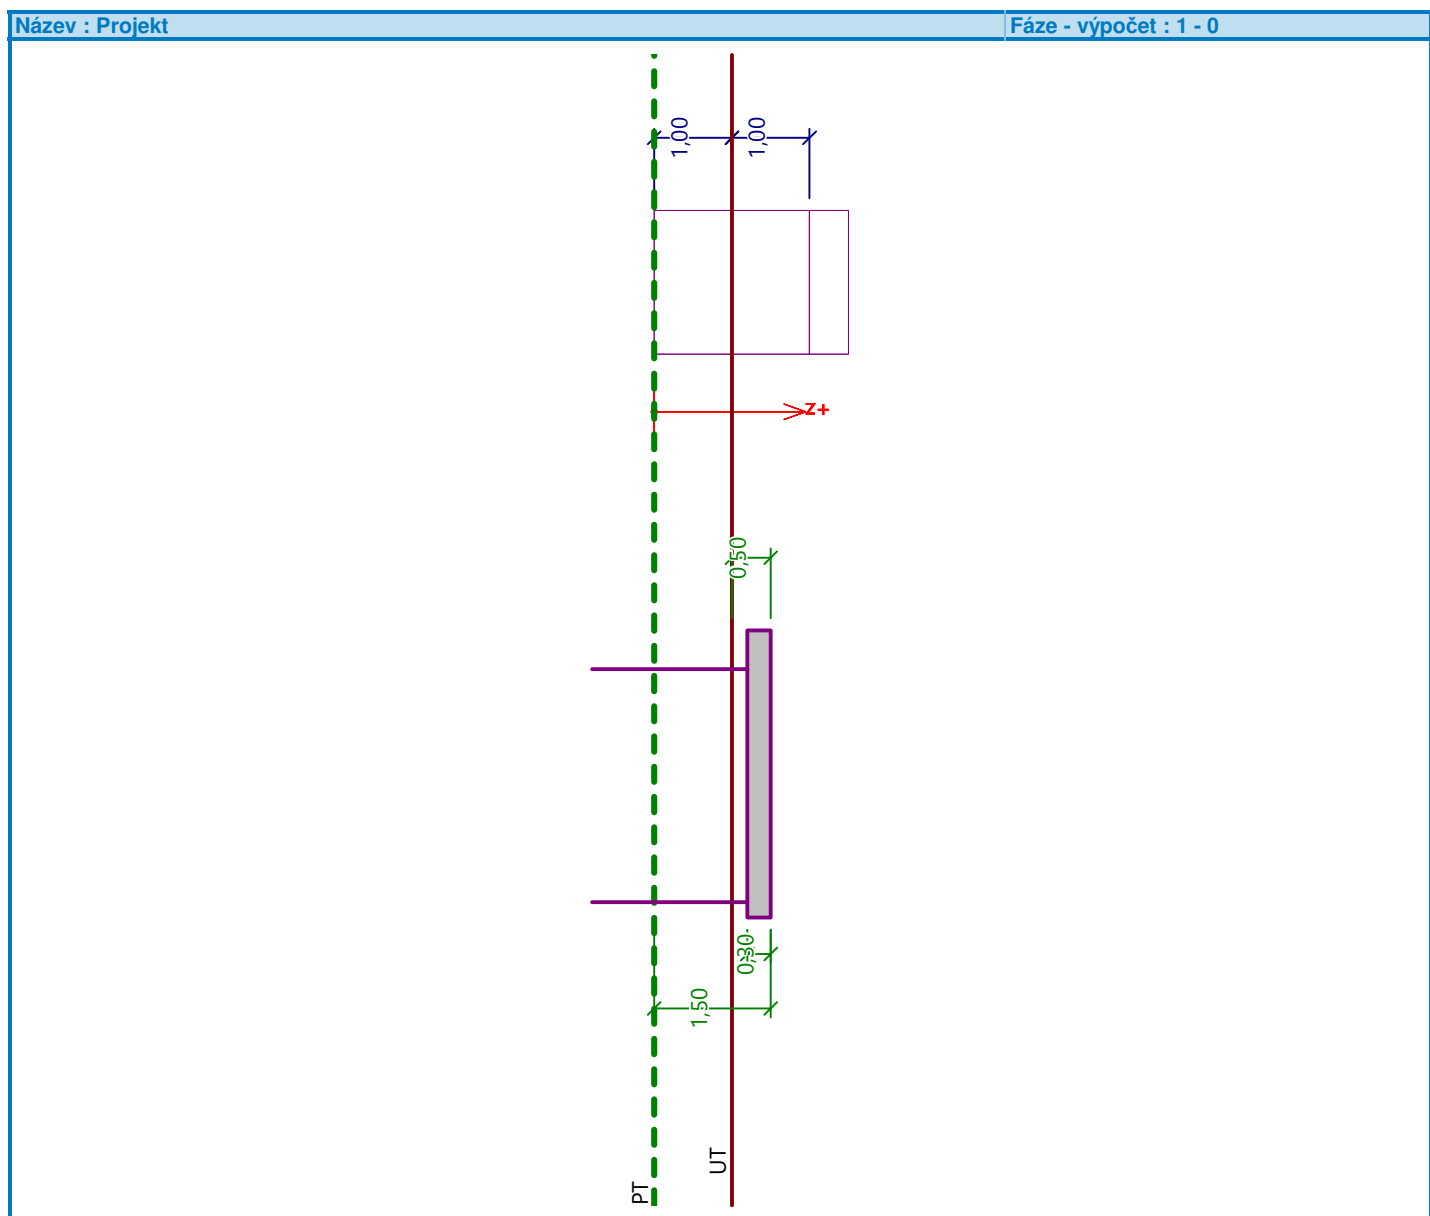 Název : Projekt
Fáze - výpočet : 1 - 0
1,00
1,00
z+
0,50
0,30
1,50
UT
PT